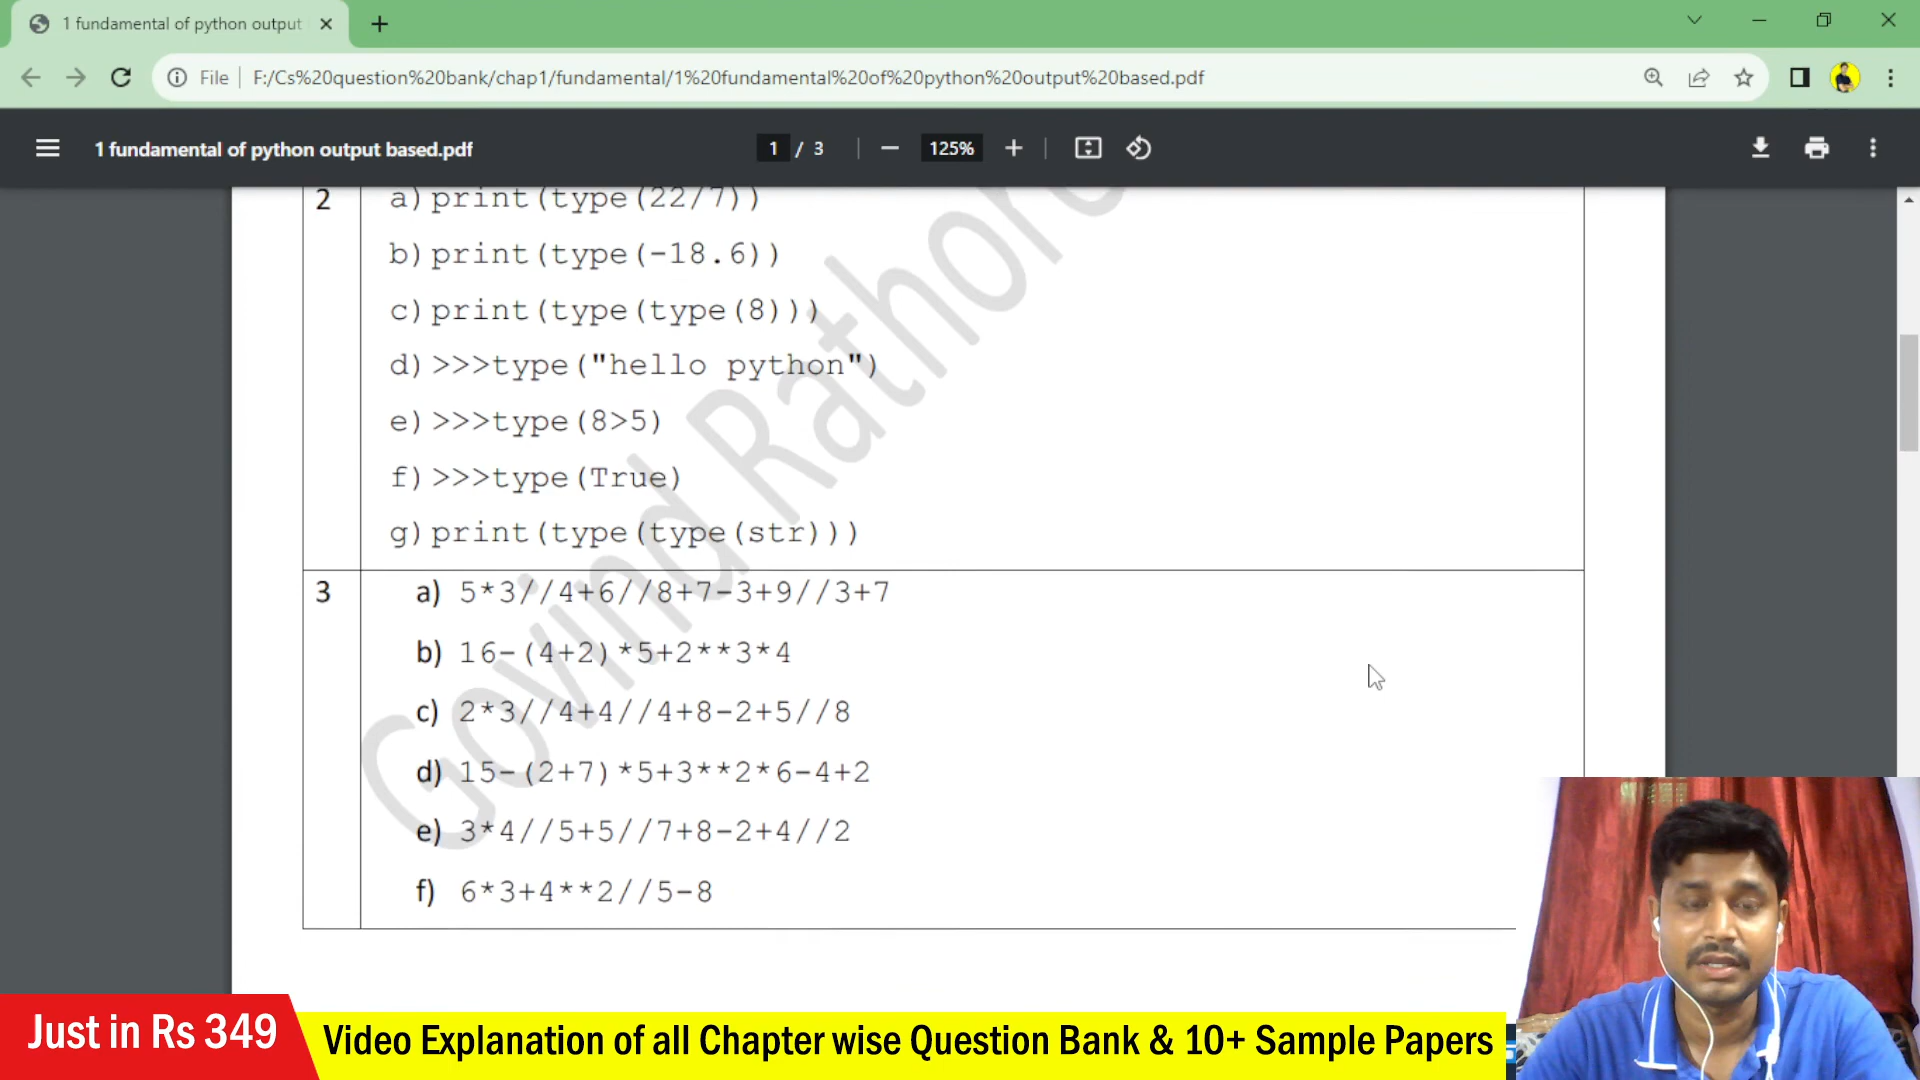 1 fundamental of python output
File F:/Cs%20question%20bank/chap1/fundamental/1%20fundamental%20of%20python%20output%20based.pdf
1 fundamental of python output based.pdf 1 / 3 125%
2 a) print(type(22/7))
b) print(type(-18.6))
c) print(type(type(8)))
d) >>>type("hello python")
e) >>>type(8>5)
f) >>>type(True)
g) print(type(type(str)))
3 a) 5*3//4+6//8+7-3+9//3+7
b) 16-(4+2)*5+2**3*4
c) 2*3//4+4//4+8-2+5//8
d) 15-(2+7)*5+3**2*6-4+2
e) 3*4//5+5//7+8-2+4//2
f) 6*3+4**2//5-8
Govind Rathore
Just in Rs 349
Video Explanation of all Chapter wise Question Bank & 10+ Sample Papers